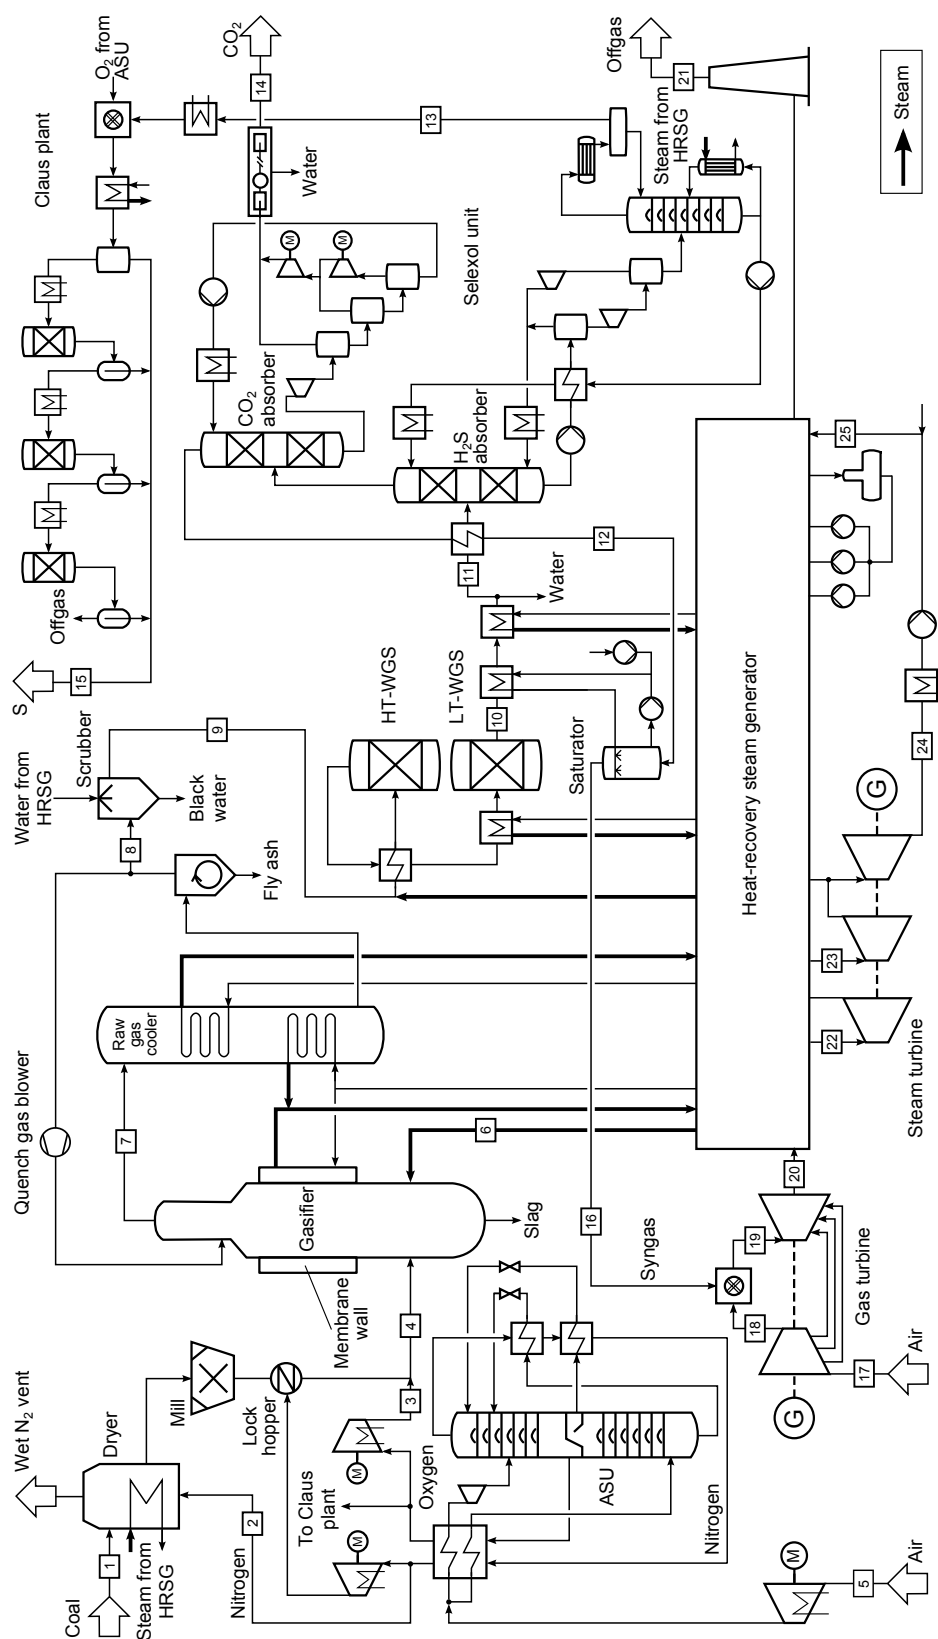 Coal
1
Steam from
HRSG
Wet N2 vent
Dryer
Nitrogen
2
Mill
Lock
hopper
M
M
To Claus
plant
Oxygen
3
4
ASU
Nitrogen
M
5
Air
Quench gas blower
7
Gasifier
Membrane
wall
Slag
6
Raw
gas
cooler
Fly ash
8
Water from
HRSG
Scrubber
Black
water
9
S
15
Offgas
Claus plant
O2 from
ASU
CO2
14
Water
13
HT-WGS
LT-WGS
10
Saturator
Water
11
12
CO2
absorber
H2S
absorber
M
M
Selexol unit
Steam from
HRSG
Offgas
21
Steam
Syngas
16
G
17
Air
18
19
Gas turbine
20
Heat-recovery steam generator
22
23
Steam turbine
G
24
25